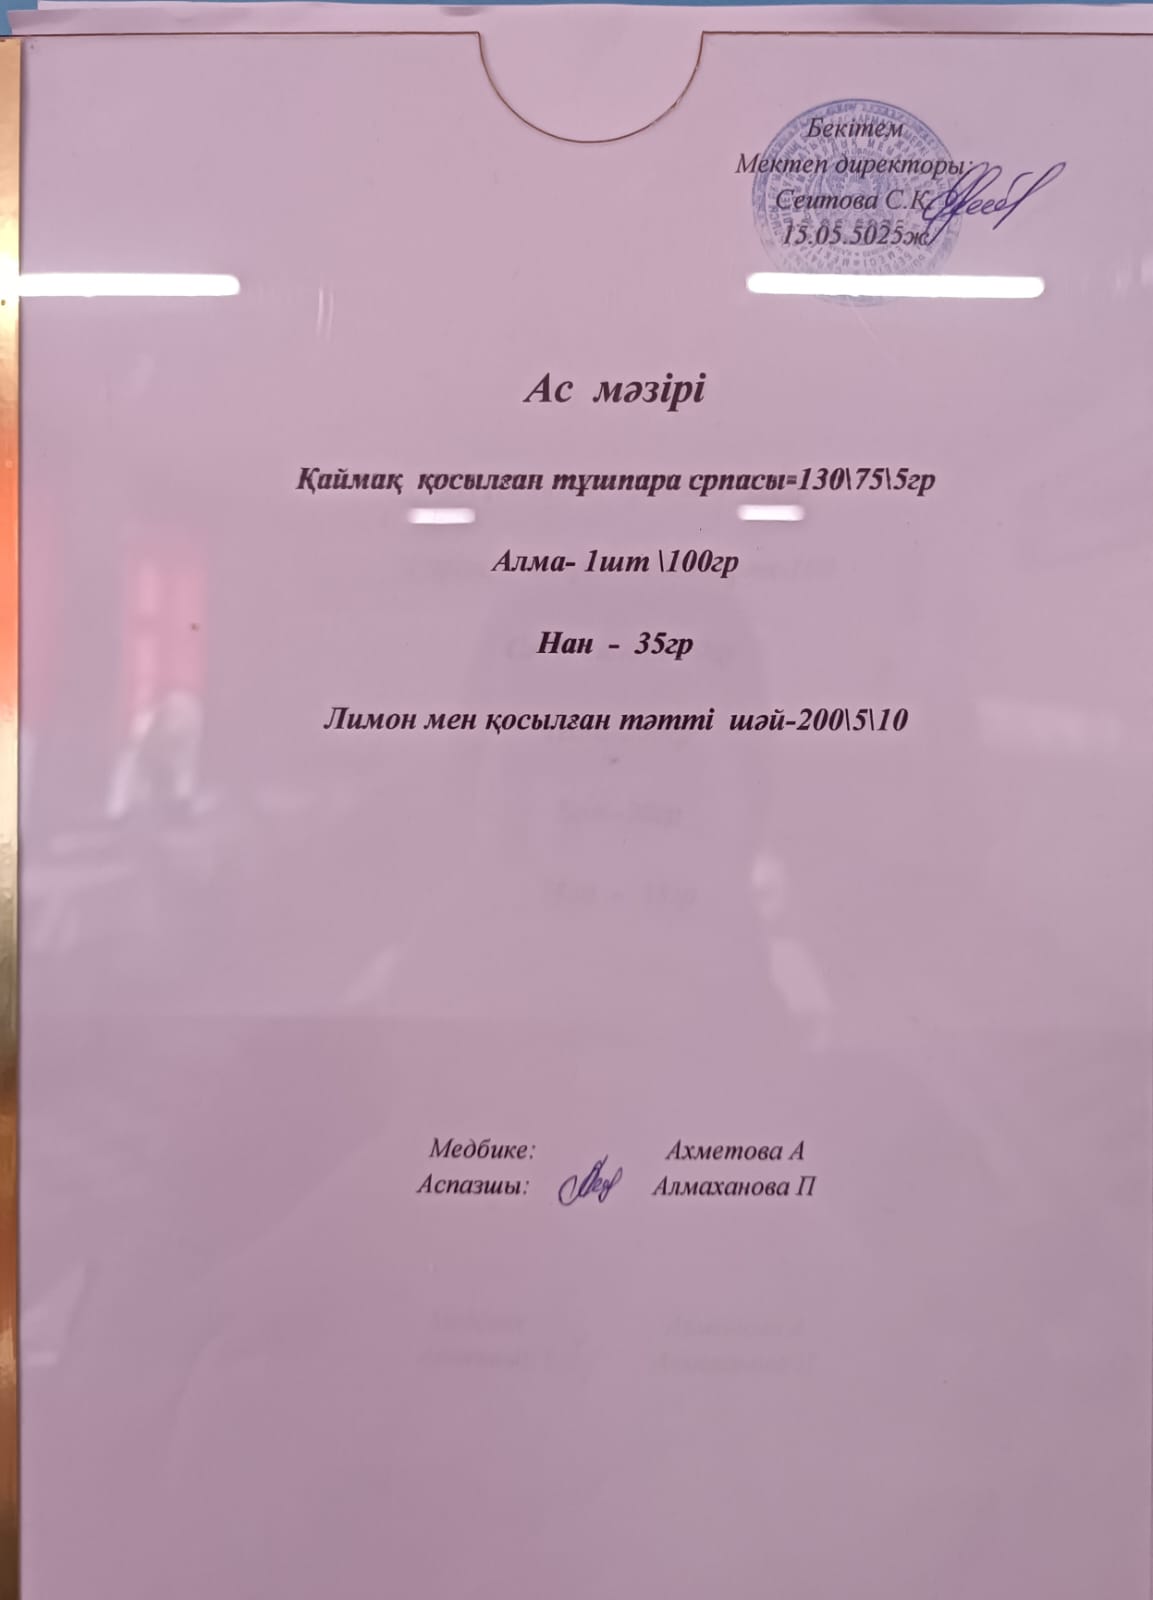 Бекітем
Мектеп директоры:
Сеитова С.К.
15.05.5025ж
Ас мәзірі
Қаймақ қосылған тұшпара српасы=130\75\5гр
Алма- 1шт \100гр
Нан - 35гр
Лимон мен қосылған тәтті шәй-200\5\10
Медбике: Ахметова А
Аспазшы: Алмаханова П